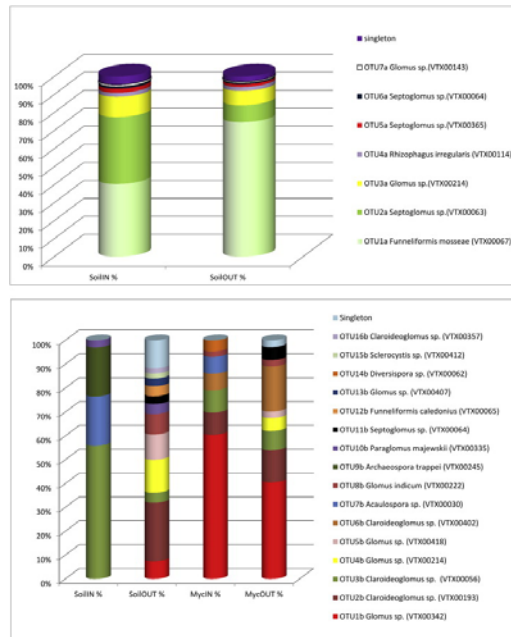 singleton
OTU7a Glomus sp.(VTX00143)
OTU6a Septoglomus sp.(VTX00064)
OTU5a Septoglomus sp.(VTX00365)
OTU4a Rhizophagus irregularis (VTX00114)
OTU3a Glomus sp.(VTX00214)
OTU2a Septoglomus sp.(VTX00063)
OTU1a Funneliformis mosseae (VTX00067)
100%
90%
80%
70%
60%
50%
40%
30%
20%
10%
0%
SoilIN %
SoilOUT %
Singleton
OTU16b Claroideoglomus sp. (VTX00357)
OTU15b Sclerocystis sp. (VTX00412)
OTU14b Diversispora sp. (VTX00062)
OTU13b Glomus sp. (VTX00407)
OTU12b Funneliformis caledonius (VTX00065)
OTU11b Septoglomus sp. (VTX00064)
OTU10b Paraglomus majewskii (VTX00335)
OTU9b Archaeospora trappei (VTX00245)
OTU8b Glomus indicum (VTX00222)
OTU7b Acaulospora sp. (VTX00030)
OTU6b Claroideoglomus sp. (VTX00402)
OTU5b Glomus sp. (VTX00418)
OTU4b Glomus sp. (VTX00214)
OTU3b Claroideoglomus sp. (VTX00056)
OTU2b Claroideoglomus sp. (VTX00193)
OTU1b Glomus sp. (VTX00342)
100%
90%
80%
70%
60%
50%
40%
30%
20%
10%
0%
SoilIN %
SoilOUT %
MycIN %
MycOUT %